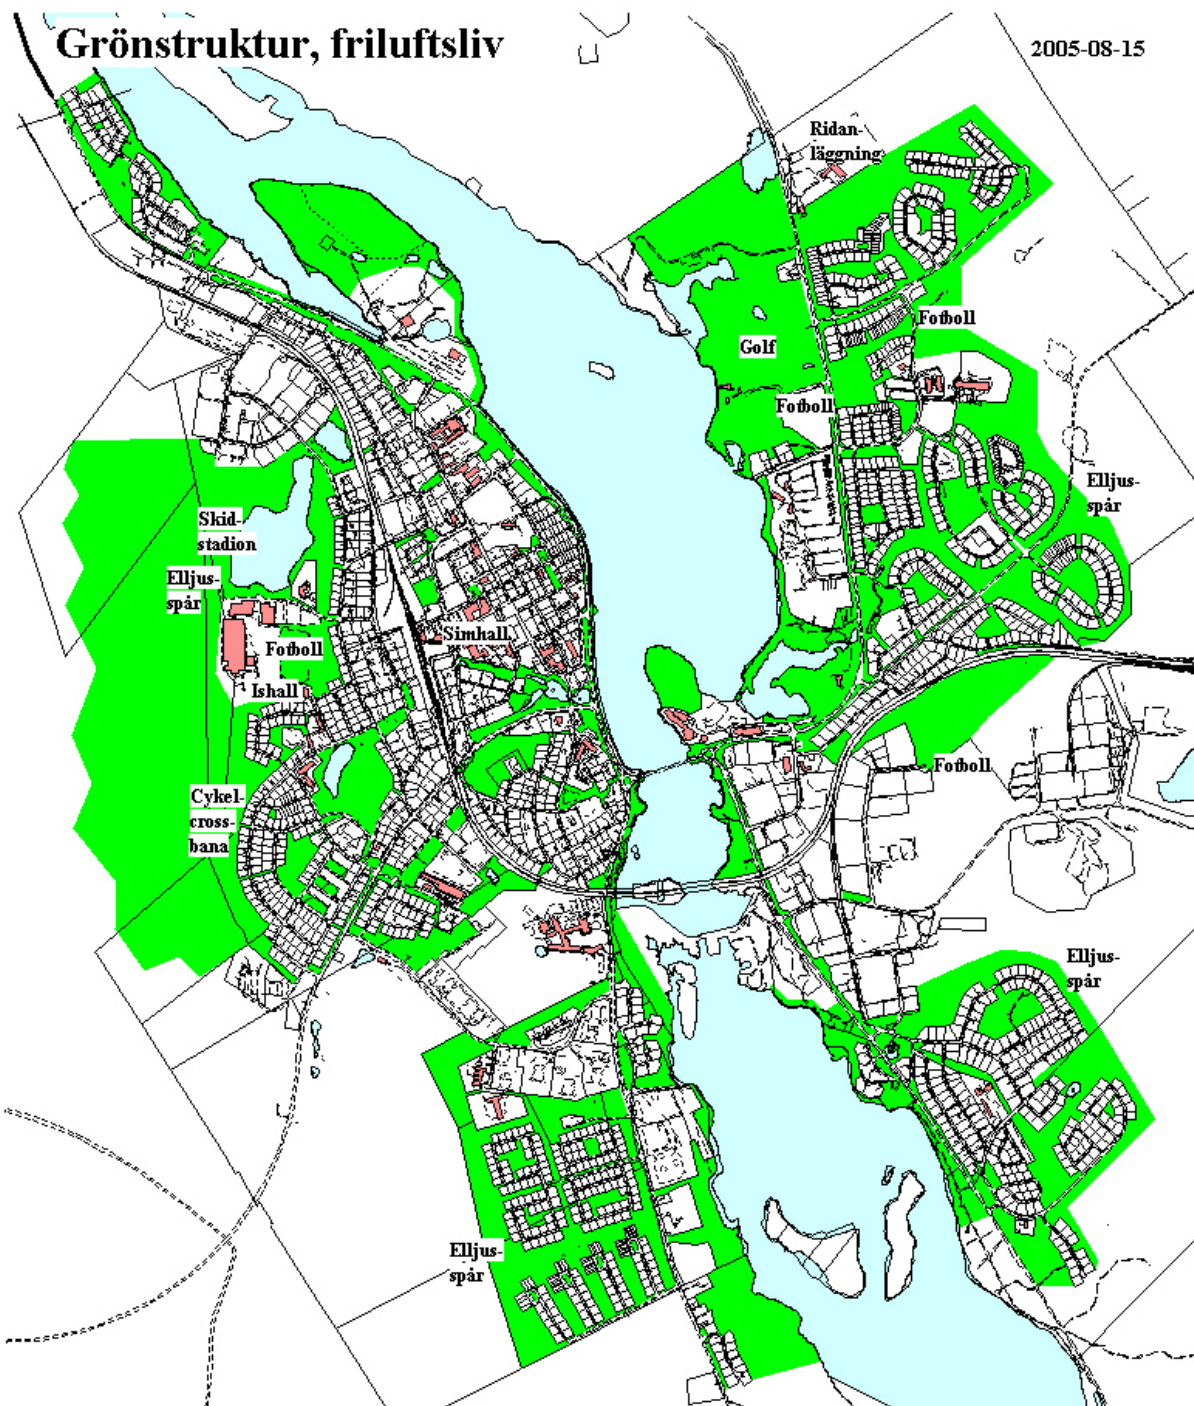 Grönstruktur, friluftsliv
2005-08-15
Ridan-
läggning
Fotboll
Golf
Fotboll
Elljus-
spår
Skid-
stadion
Elljus-
spår
Simhall
Fotboll
Ishall
Fotboll
Cykel-
cross-
bana
Elljus-
spår
Elljus-
spår